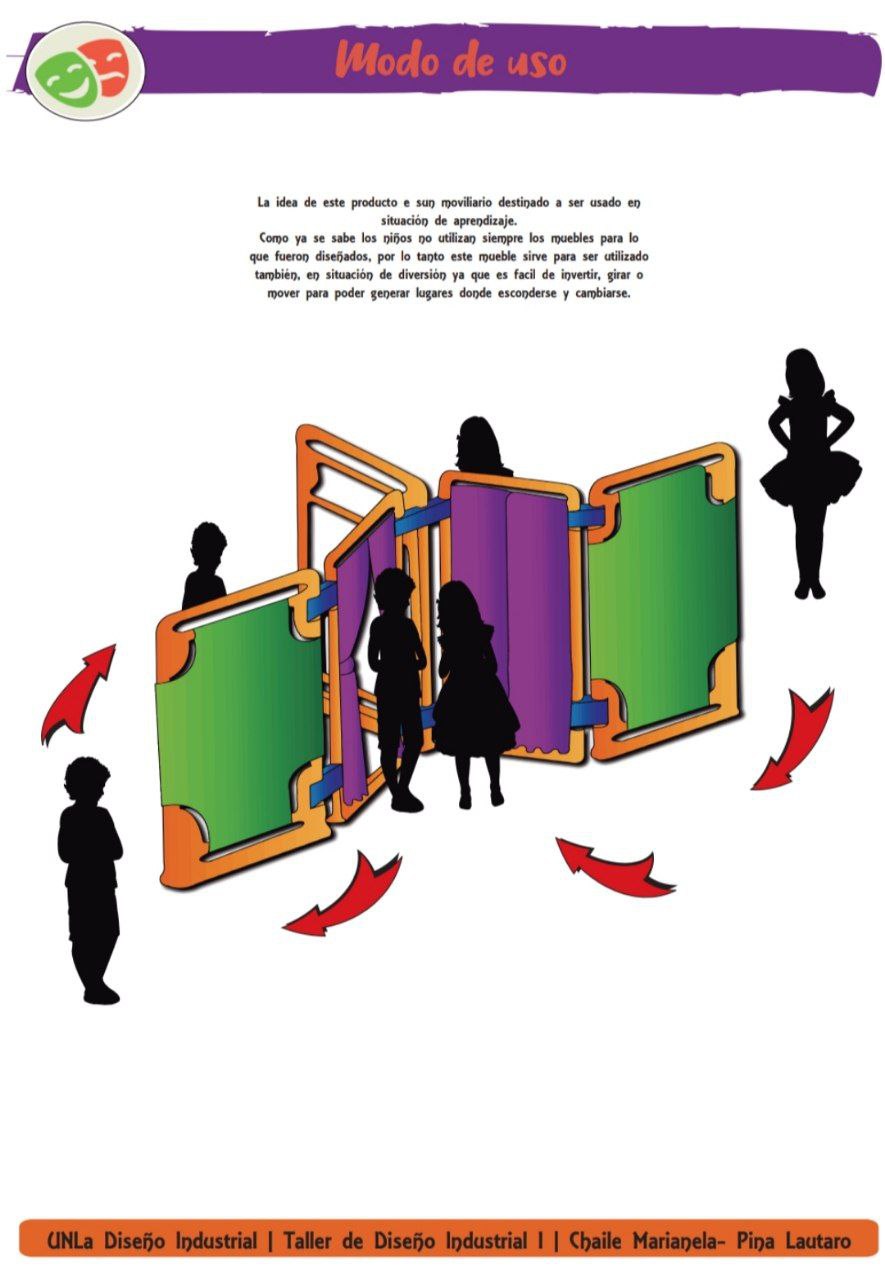 Modo de uso
La idea de este producto e sun moviliario destinado a ser usado en
situación de aprendizaje.
Como ya se sabe los niños no utilizan siempre los muebles para lo
que fueron diseñados, por lo tanto este mueble sirve para ser utilizado
también, en situación de diversión ya que es facil de invertir, girar o
mover para poder generar lugares donde esconderse y cambiarse.
UNLa Diseño Industrial | Taller de Diseño Industrial I | Chaile Marianela- Pina Lautaro